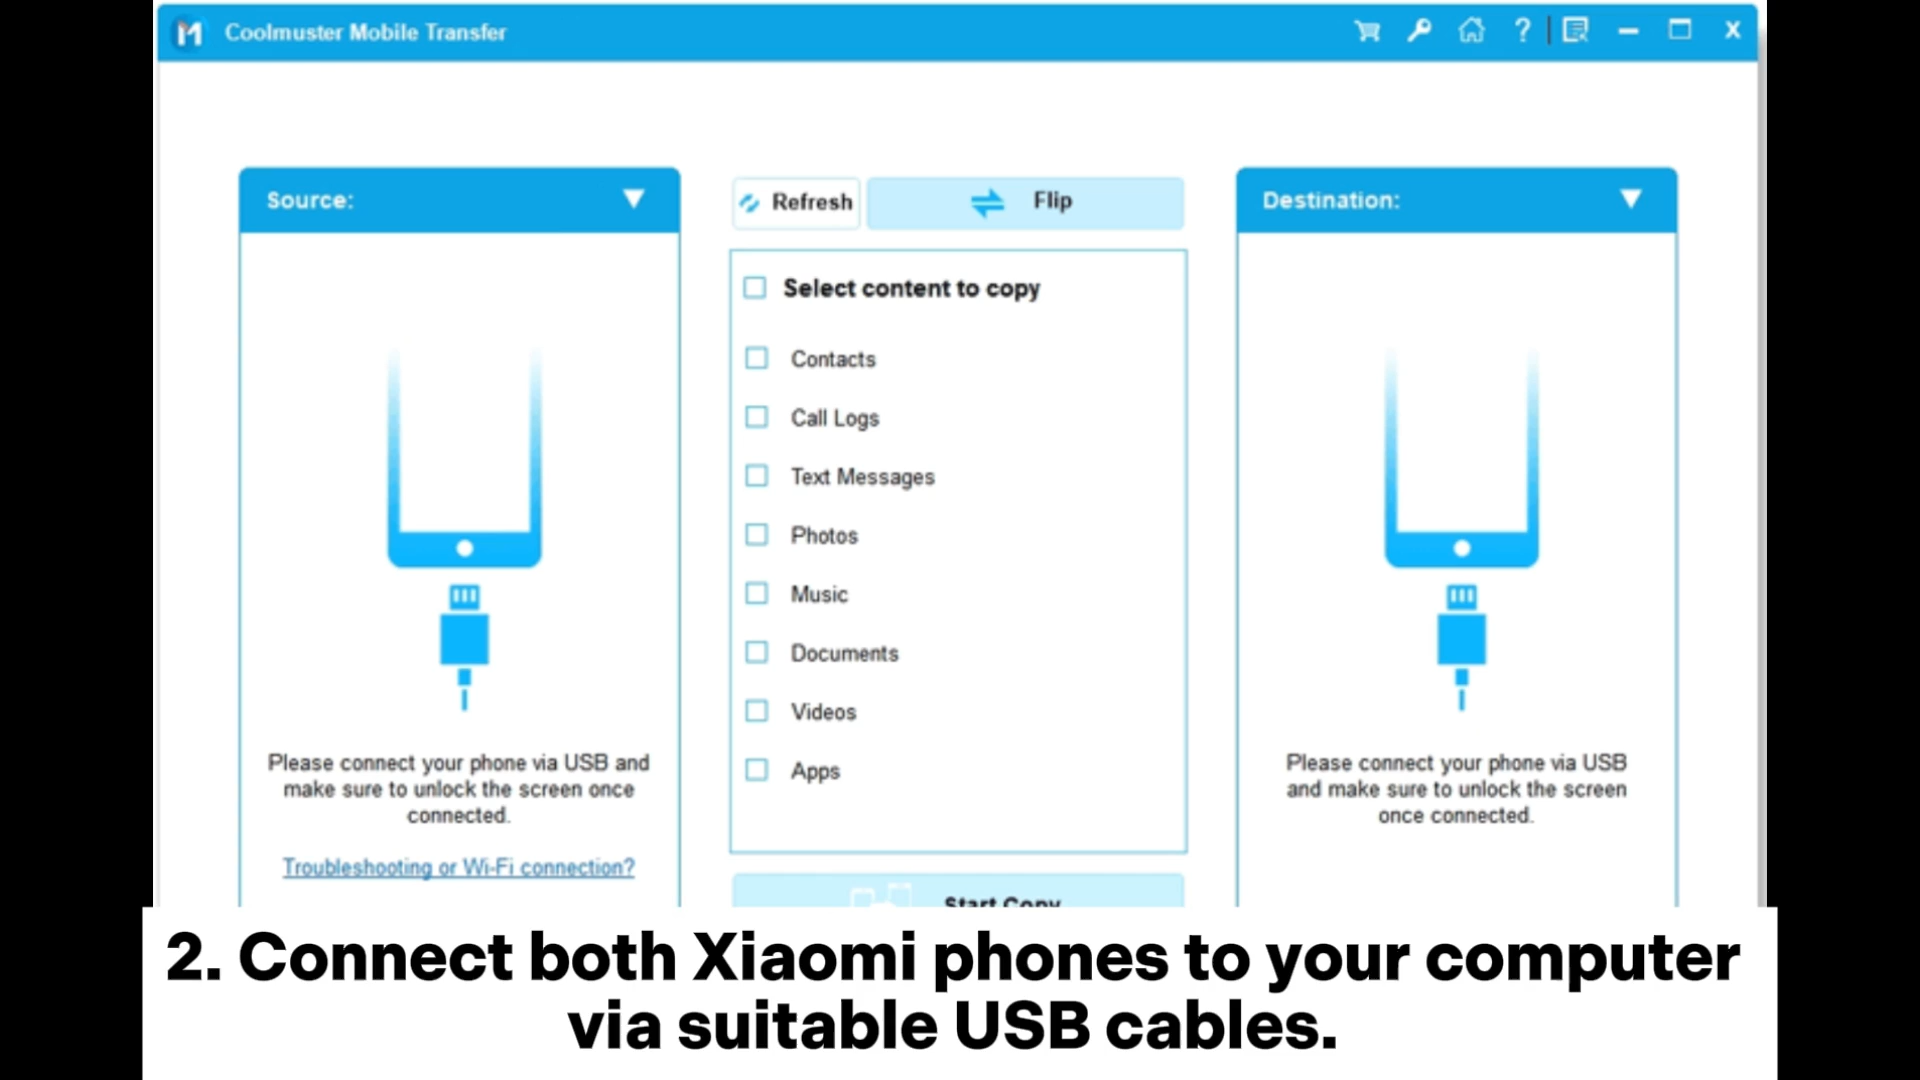 Coolmuster Mobile Transfer
Source:
Refresh
Flip
Destination:
Select content to copy
Contacts
Call Logs
Text Messages
Photos
Music
Documents
Videos
Apps
Please connect your phone via USB and
make sure to unlock the screen once
connected.
Troubleshooting or Wi-Fi connection?
Please connect your phone via USB
and make sure to unlock the screen
once connected.
Start Copy
2. Connect both Xiaomi phones to your computer
via suitable USB cables.